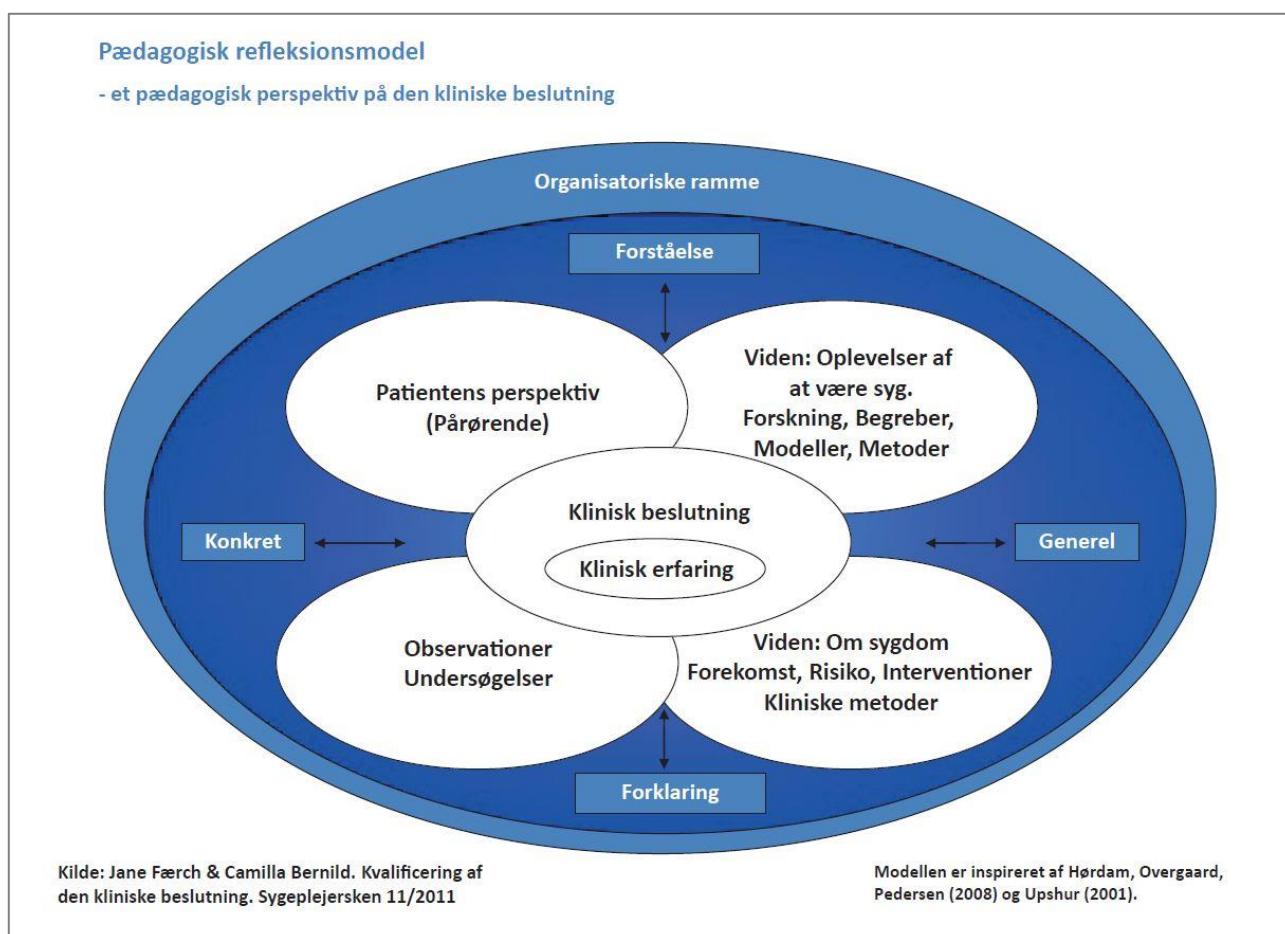 Pædagogisk refleksionsmodel
- et pædagogisk perspektiv på den kliniske beslutning
Organisatoriske ramme
Forståelse
Patientens perspektiv
(Pårørende)
Viden: Oplevelser af
at være syg.
Forskning, Begreber,
Modeller, Metoder
Klinisk beslutning
Klinisk erfaring
Konkret
Generel
Observationer
Undersøgelser
Viden: Om sygdom
Forekomst, Risiko, Interventioner
Kliniske metoder
Forklaring
Kilde: Jane Færch & Camilla Bernild. Kvalificering af
den kliniske beslutning. Sygeplejersken 11/2011
Modellen er inspireret af Hørdam, Overgaard,
Pedersen (2008) og Upshur (2001).